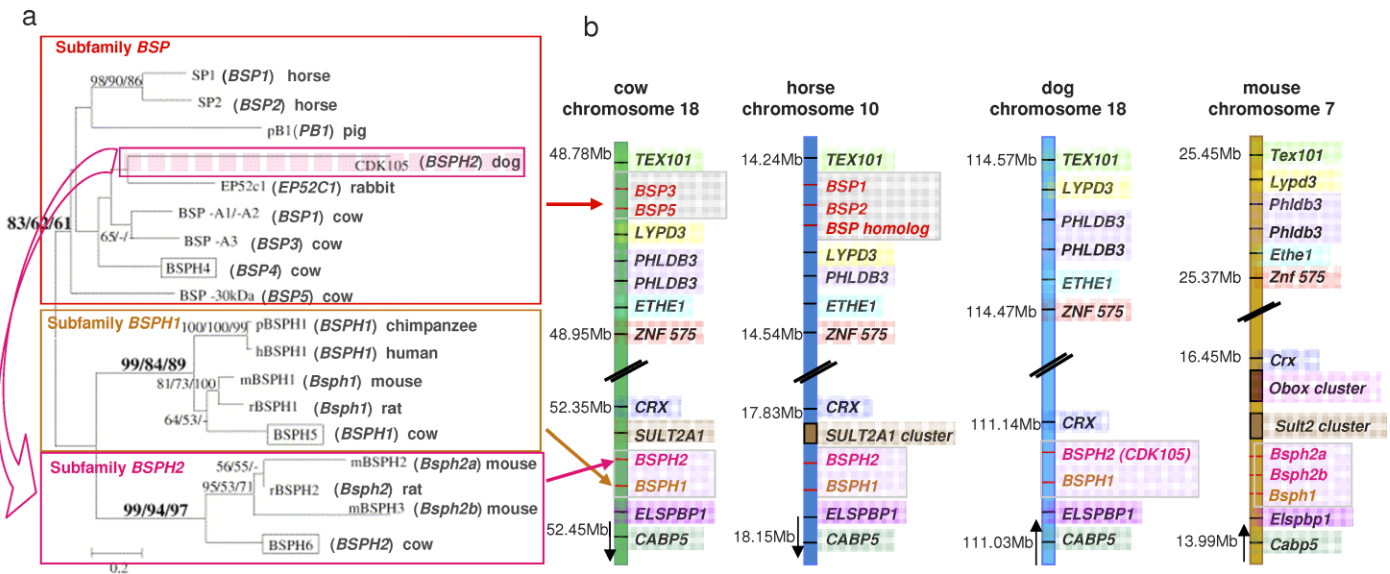 a
Subfamily BSP
98/90/86
SP1 (BSP1) horse
SP2 (BSP2) horse
pB1(PB1) pig
CDK105 (BSPH2) dog
EP52c1 (EP52C1) rabbit
83/62/61
BSP -A1/-A2 (BSP1) cow
65/-/
BSP -A3 (BSP3) cow
BSPH4 (BSP4) cow
BSP -30kDa (BSP5) cow
Subfamily BSPH1
100/100/99
pBSPH1 (BSPH1) chimpanzee
hBSPH1 (BSPH1) human
99/84/89
81/73/100
mBSPH1 (Bsph1) mouse
rBSPH1 (Bsph1) rat
64/53/-
BSPH5 (BSPH1) cow
Subfamily BSPH2
56/55/-
mBSPH2 (Bsph2a) mouse
95/53/71
rBSPH2 (Bsph2) rat
mBSPH3 (Bsph2b) mouse
99/94/97
BSPH6 (BSPH2) cow
0.2
b
cow
chromosome 18
48.78Mb
TEX101
BSP3
BSP5
LYPD3
PHLDB3
PHLDB3
ETHE1
48.95Mb
ZNF 575
52.35Mb
CRX
SULT2A1
BSPH2
BSPH1
ELSPBP1
52.45Mb
CABP5
horse
chromosome 10
14.24Mb
TEX101
BSP1
BSP2
BSP homolog
LYPD3
PHLDB3
ETHE1
14.54Mb
ZNF 575
17.83Mb
CRX
SULT2A1 cluster
BSPH2
BSPH1
ELSPBP1
18.15Mb
CABP5
dog
chromosome 18
114.57Mb
TEX101
LYPD3
PHLDB3
PHLDB3
ETHE1
114.47Mb
ZNF 575
111.14Mb
CRX
BSPH2 (CDK105)
BSPH1
ELSPBP1
111.03Mb
CABP5
mouse
chromosome 7
25.45Mb
Tex101
Lypd3
Phldb3
Phldb3
Ethe1
25.37Mb
Znf 575
16.45Mb
Crx
Obox cluster
Sult2 cluster
Bsph2a
Bsph2b
Bsph1
Elspbp1
13.99Mb
Cabp5